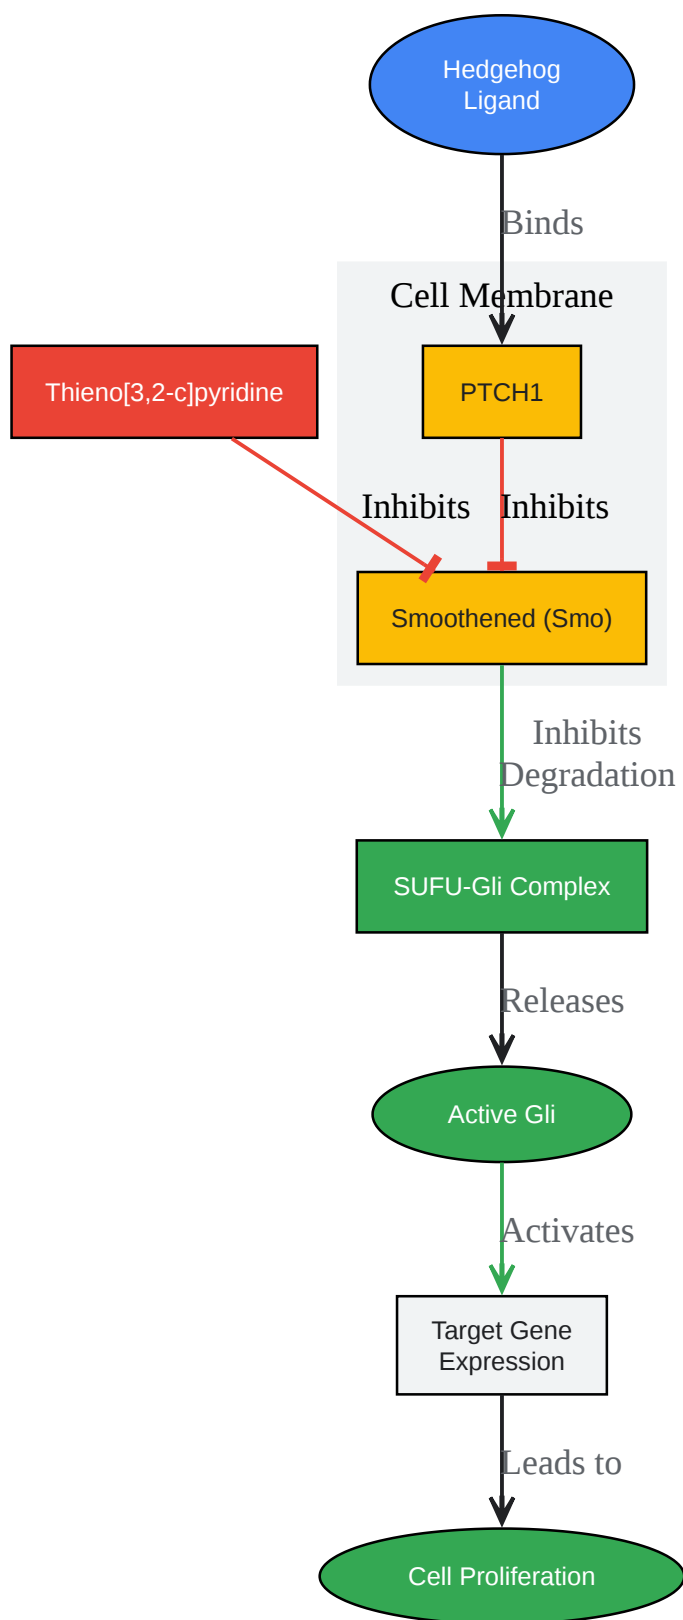 Hedgehog
Ligand
Binds
Cell Membrane
Thieno[3,2-c]pyridine
PTCH1
Inhibits
Inhibits
Smoothened (Smo)
Inhibits
Degradation
SUFU-Gli Complex
Releases
Active Gli
Activates
Target Gene
Expression
Leads to
Cell Proliferation